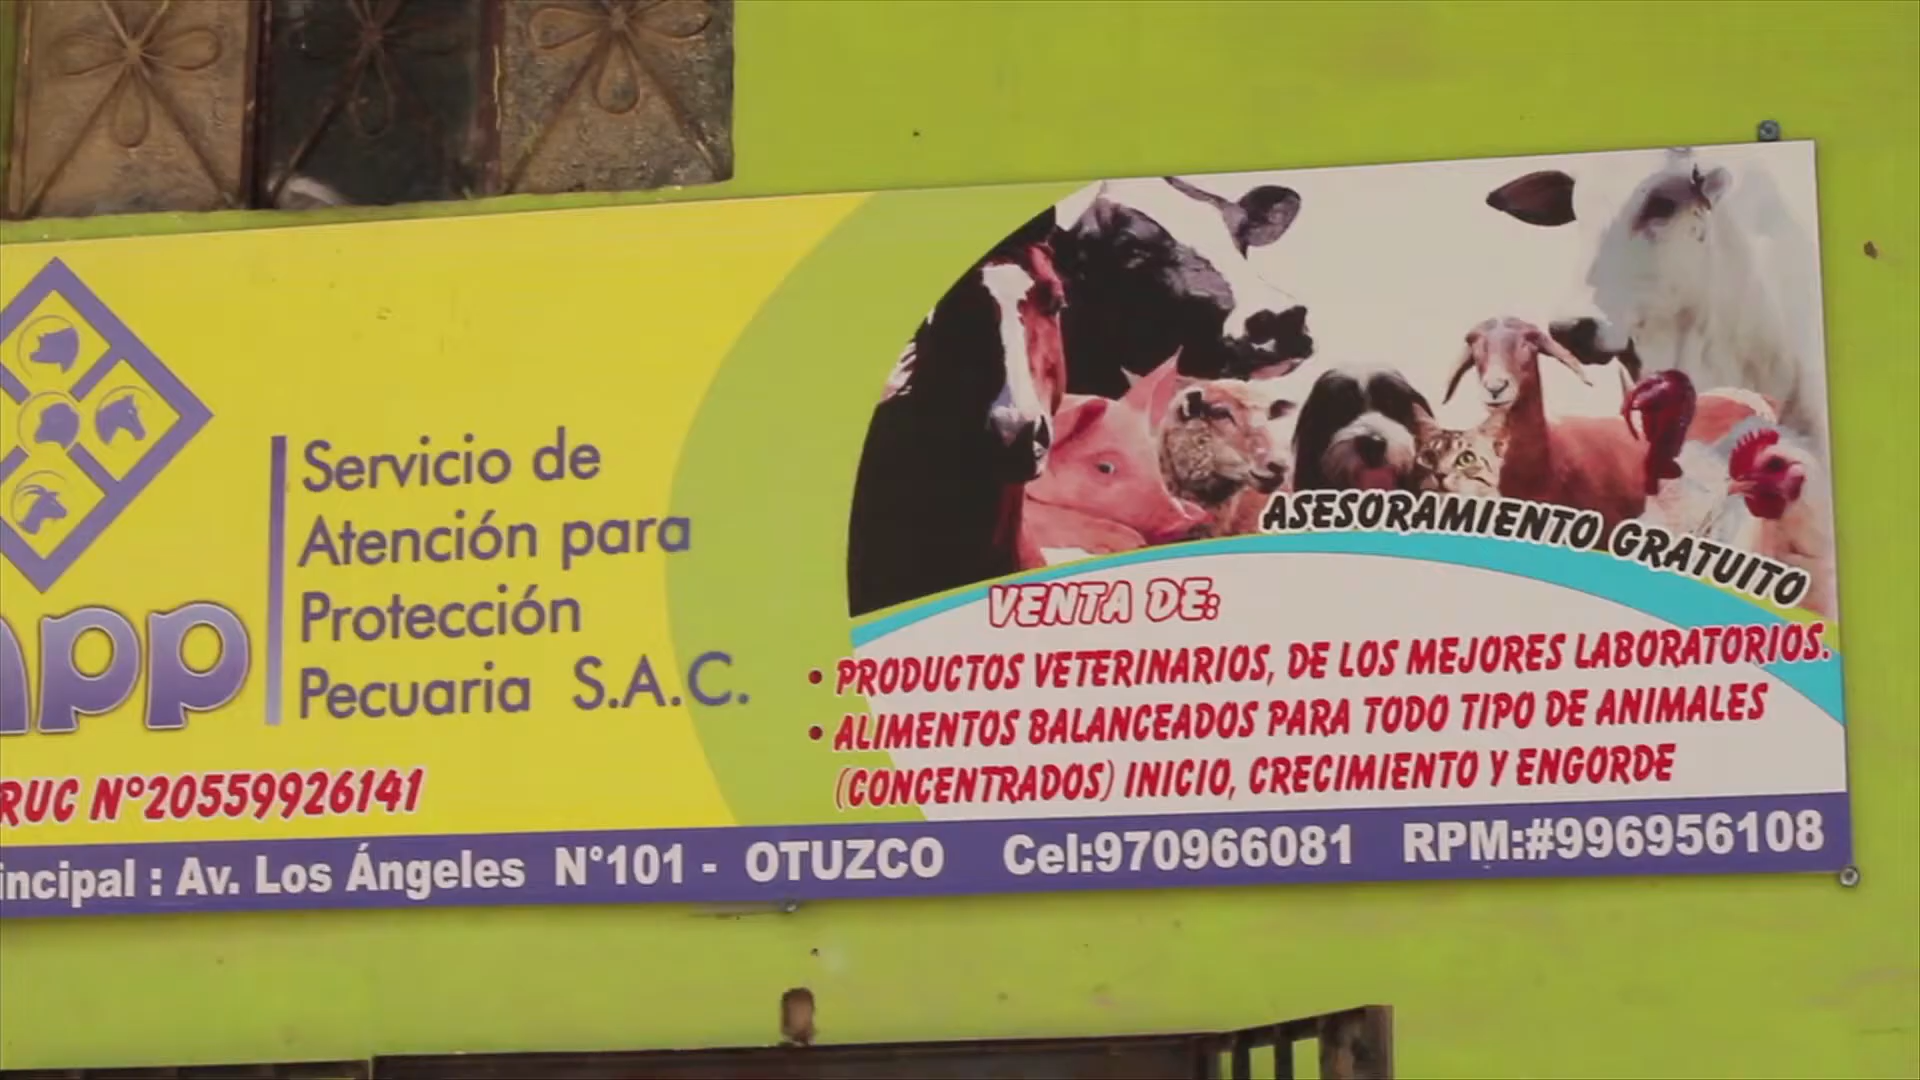 App
Servicio de
Atención para
Protección
Pecuaria S.A.C.
RUC N°20559926141
ASESORAMIENTO GRATUITO
VENTA DE:
• PRODUCTOS VETERINARIOS, DE LOS MEJORES LABORATORIOS.
• ALIMENTOS BALANCEADOS PARA TODO TIPO DE ANIMALES
(CONCENTRADOS) INICIO, CRECIMIENTO Y ENGORDE
incipal : Av. Los Ángeles N°101 - OTUZCO Cel:970966081 RPM:#996956108